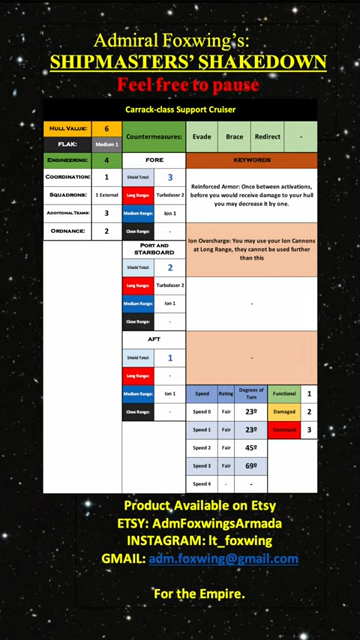 Admiral Foxwing's:
SHIPMASTERS' SHAKEDOWN
Feel free to pause
Carrack-class Support Cruiser
HULL VALUE: 6
FLAK: Medium 1
Countermeasures: Evade Brace Redirect -
ENGINEERING: 4
COORDINATION: 1
SQUADRONS: 1 External
ADDITIONAL TEAMS: 3
ORDNANCE: 2
FORE
Shield Total: 3
Long Range: Turbolaser 2
Medium Range: Ion 1
Close Range: -
PORT AND STARBOARD
Shield Total: 2
Long Range: Turbolaser 2
Medium Range: Ion 1
Close Range: -
AFT
Shield Total: 1
Long Range: -
Medium Range: Ion 1
Close Range: -
KEYWORDS
Reinforced Armor: Once between activations,
before you would receive damage to your hull
you may decrease it by one.
Ion Overcharge: You may use your Ion Cannons
at Long Range, they cannot be used further
than this
-
-
Speed Rating Degrees of Turn
Speed 0 Fair 23º
Speed 1 Fair 23º
Speed 2 Fair 45º
Speed 3 Fair 69º
Speed 4 - -
Functional 1
Damaged 2
3
Product Available on Etsy
ETSY: AdmFoxwingsArmada
INSTAGRAM: lt_foxwing
GMAIL: adm.foxwing@gmail.com
For the Empire.